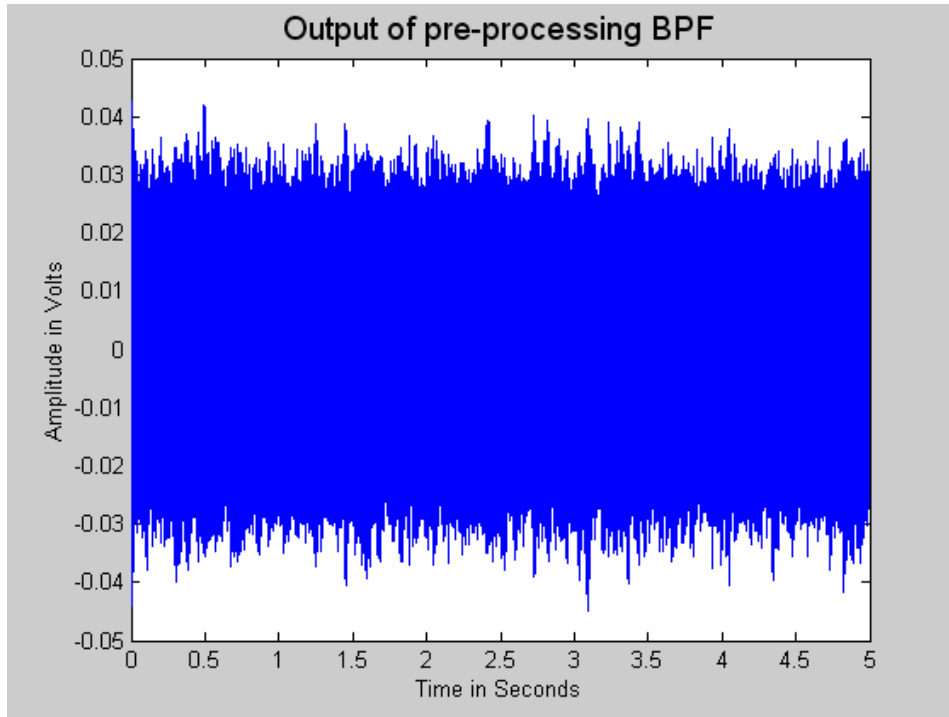 Output of pre-processing BPF
0.05
0.04
0.03
0.02
0.01
0
-0.01
-0.02
-0.03
-0.04
-0.05
Amplitude in Volts
0 0.5 1 1.5 2 2.5 3 3.5 4 4.5 5
Time in Seconds